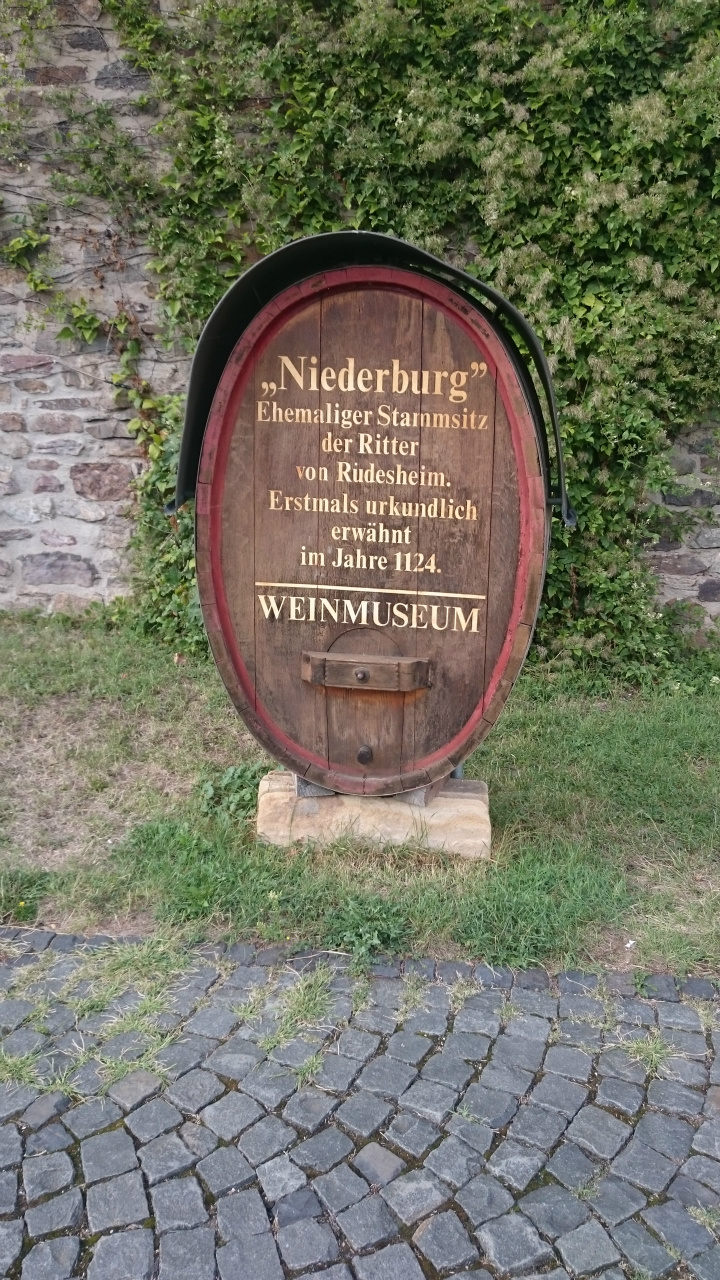 „Niederburg”
Ehemaliger Stammsitz
der Ritter
von Rüdesheim.
Erstmals urkundlich
erwähnt
im Jahre 1124.
WEINMUSEUM